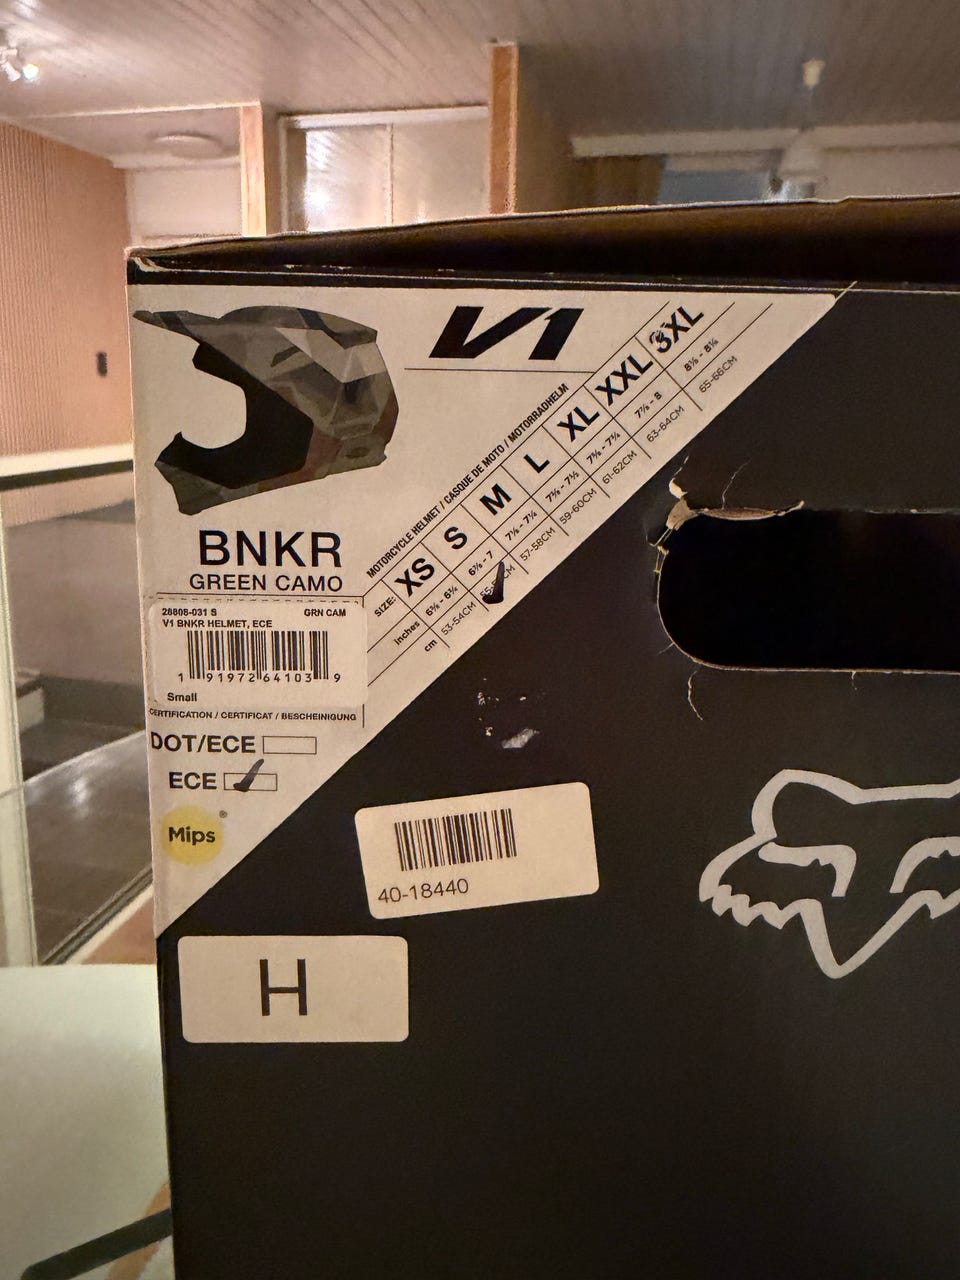 V1
BNKR
GREEN CAMO
MOTORCYCLE HELMET / CASQUE DE MOTO / MOTORRADHELM
SIZE: XS S M L XL XXL 3XL
inches 6⅝ - 6¾ 6⅞ - 7 7⅛ - 7¼ 7⅜ - 7½ 7⅝ - 7¾ 7⅞ - 8 8⅛ - 8¼
cm 53-54CM 57-58CM 59-60CM 61-62CM 63-64CM 65-66CM
28808-031 S GRN CAM
V1 BNKR HELMET, ECE
1 91972 64103 9
Small
CERTIFICATION / CERTIFICAT / BESCHEINIGUNG
DOT/ECE
ECE
Mips®
40-18440
H